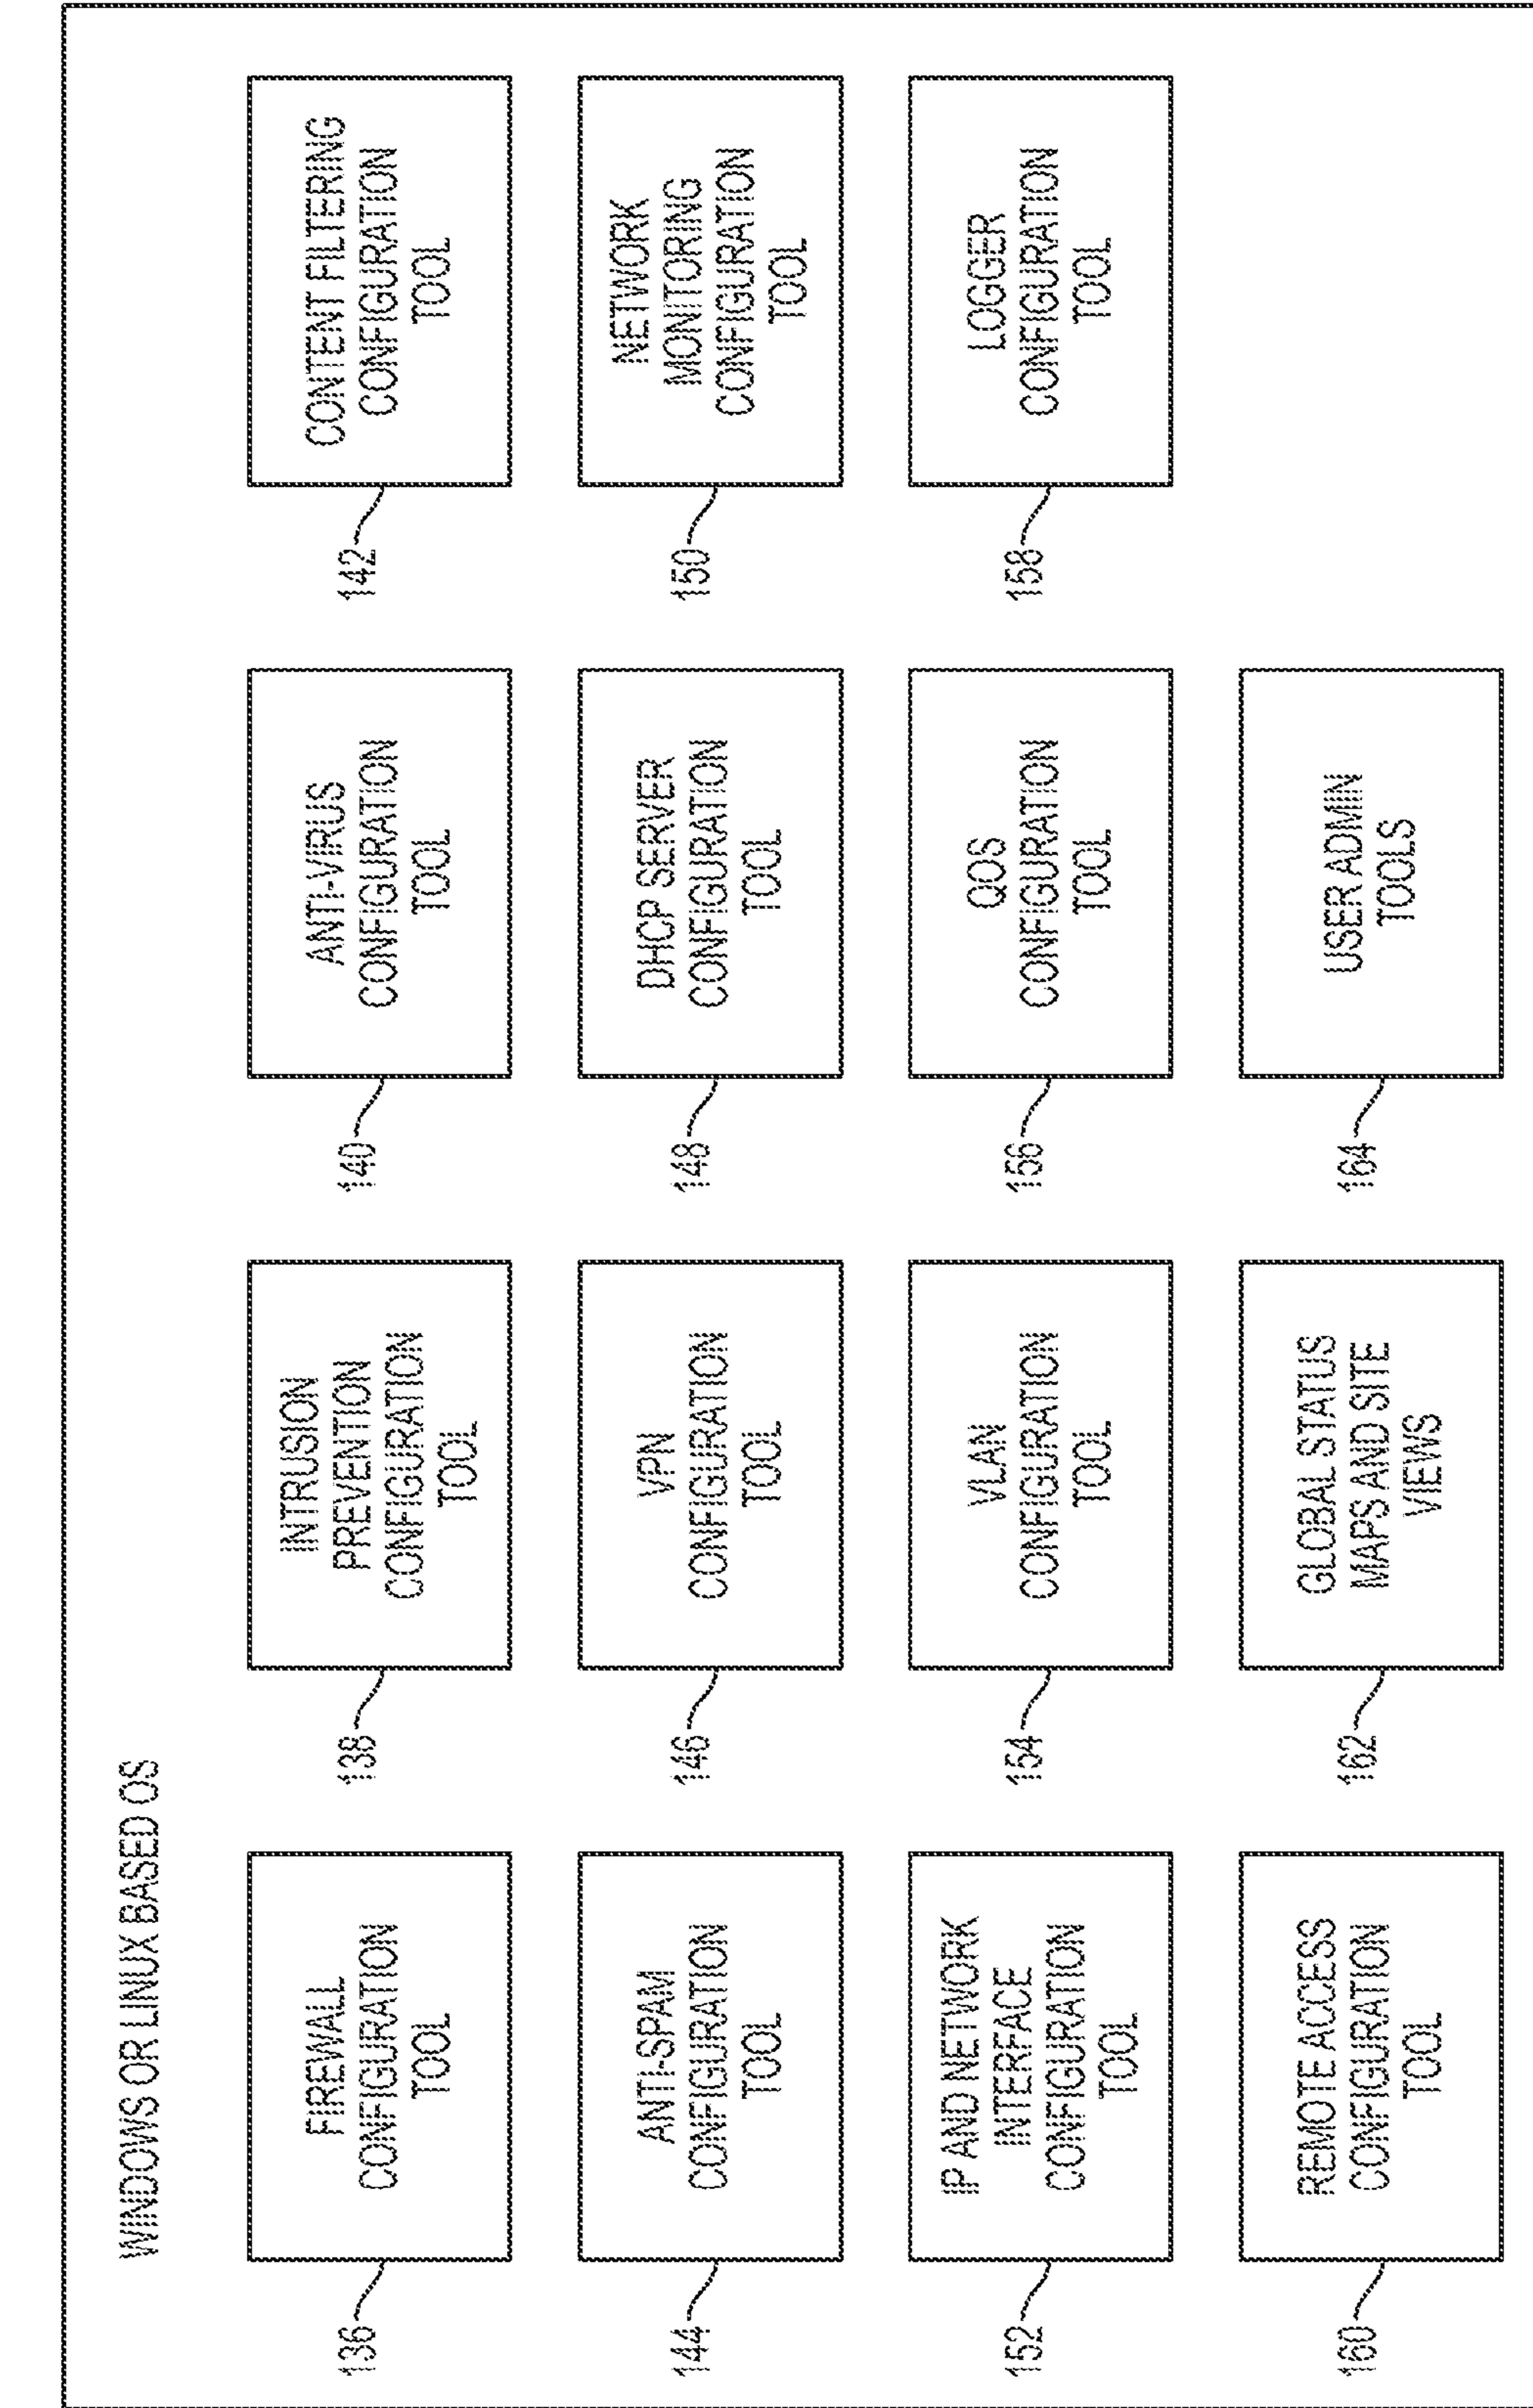 WINDOWS OR LINUX BASED OS
136
FIREWALL
CONFIGURATION
TOOL
138
INTRUSION
PREVENTION
CONFIGURATION
TOOL
140
ANTI-VIRUS
CONFIGURATION
TOOL
142
CONTENT FILTERING
CONFIGURATION
TOOL
144
ANTI-SPAM
CONFIGURATION
TOOL
146
VPN
CONFIGURATION
TOOL
148
DHCP SERVER
CONFIGURATION
TOOL
150
NETWORK
MONITORING
CONFIGURATION
TOOL
152
IP AND NETWORK
INTERFACE
CONFIGURATION
TOOL
154
VLAN
CONFIGURATION
TOOL
156
QOS
CONFIGURATION
TOOL
158
LOGGER
CONFIGURATION
TOOL
160
REMOTE ACCESS
CONFIGURATION
TOOL
162
GLOBAL STATUS
MAPS AND SITE
VIEWS
164
USER ADMIN
TOOLS